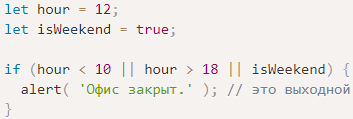 let hour = 12;
let isWeekend = true;

if (hour < 10 || hour > 18 || isWeekend) {
  alert( 'Офис закрыт.' ); // это выходной
}